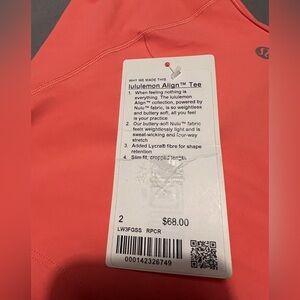 WHY WE MADE THIS
lululemon Align™ Tee
1. When feeling nothing is
everything. The lululemon
Align™ collection, powered by
Nulu™ fabric, is so weightless
and buttery soft, all you feel
is your practice
2. Our buttery-soft Nulu™ fabric
feels weightlessly light and is
sweat-wicking and four-way
stretch
3. Added Lycra® fibre for shape
retention
4. Slim fit, cropped length
2
$68.00
LW3FQSS RPCR
000142326749